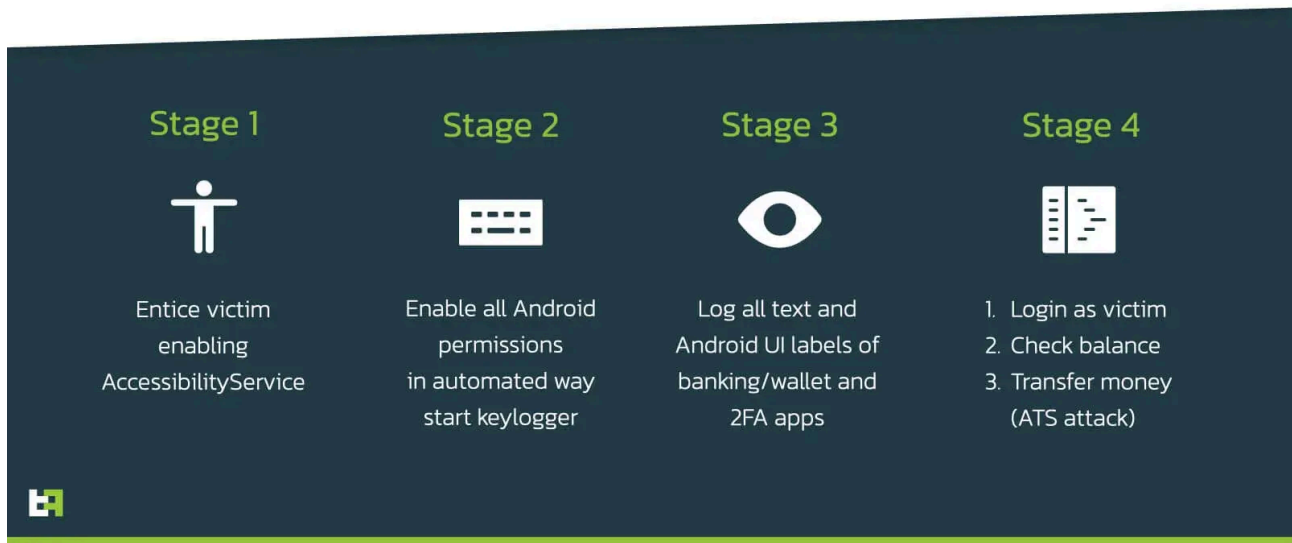 Stage 1
Entice victim
enabling
AccessibilityService
Stage 2
Enable all Android
permissions
in automated way
start keylogger
Stage 3
Log all text and
Android UI labels of
banking/wallet and
2FA apps
Stage 4
1. Login as victim
2. Check balance
3. Transfer money
(ATS attack)